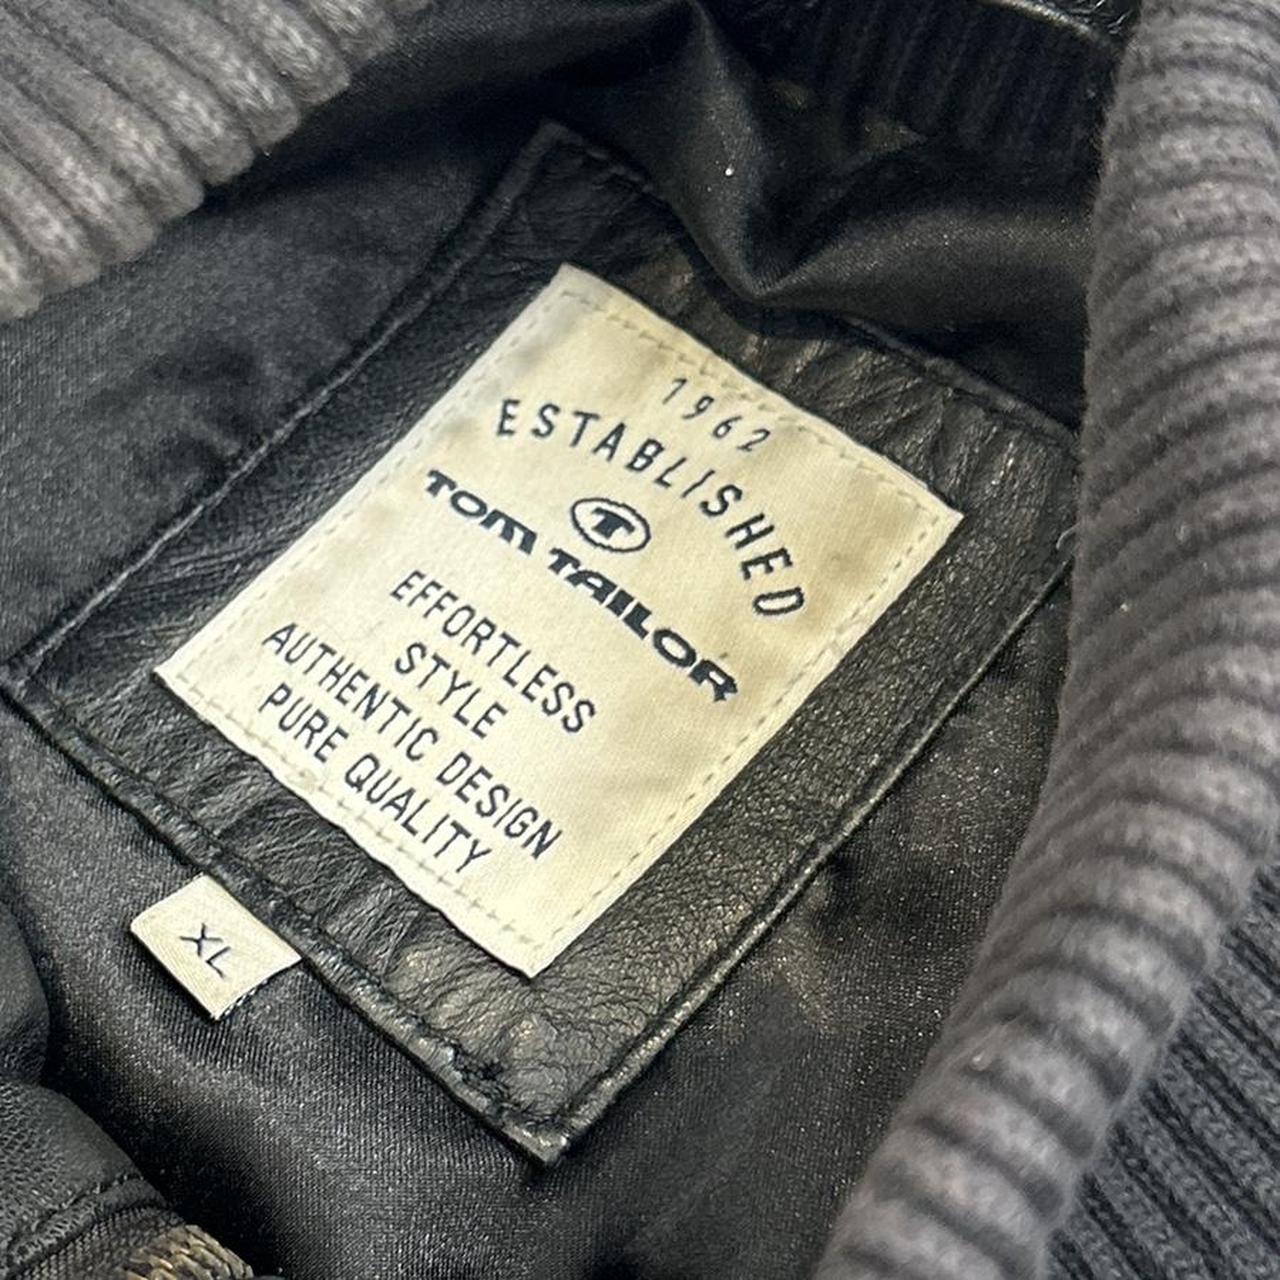 1962
ESTABLISHED
T
TOM TAILOR
EFFORTLESS
STYLE
AUTHENTIC DESIGN
PURE QUALITY
XL